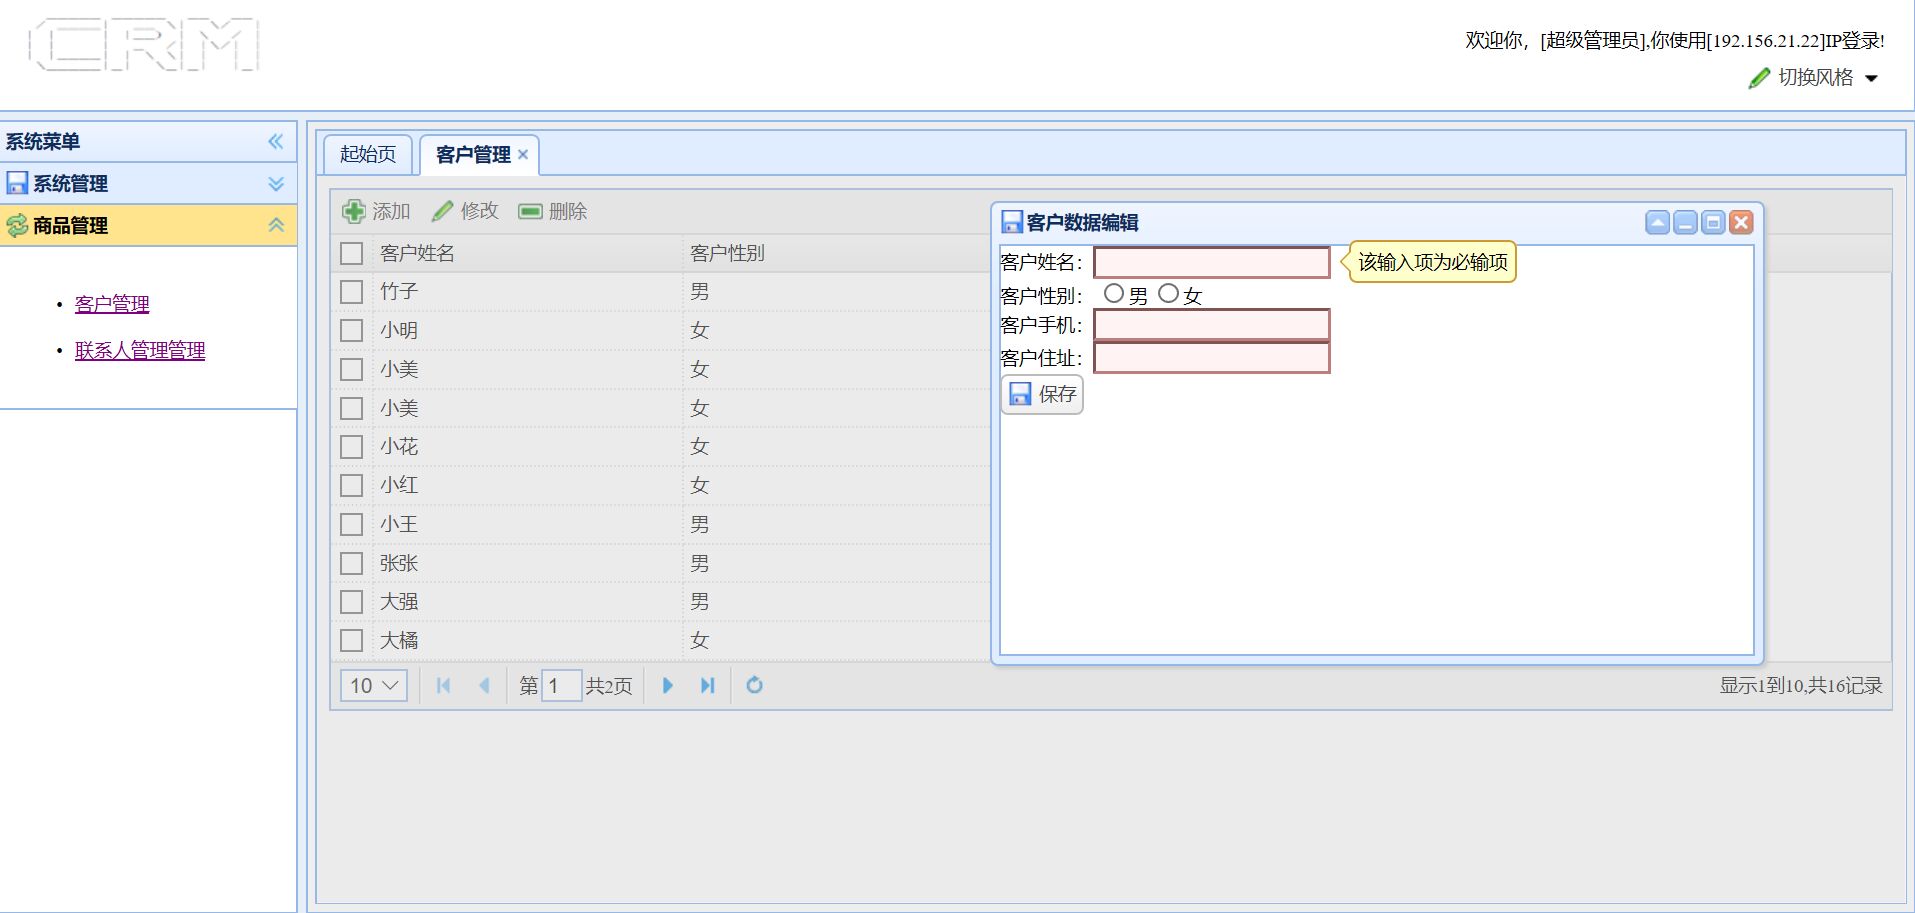 CRM
欢迎你，[超级管理员],你使用[192.156.21.22]IP登录!
切换风格
系统菜单
系统管理
商品管理
客户管理
联系人管理管理
起始页 客户管理
添加 修改 删除
客户姓名 客户性别
竹子 男
小明 女
小美 女
小美 女
小花 女
小红 女
小王 男
张张 男
大强 男
大橘 女
10 第 1 共2页
显示1到10,共16记录
客户数据编辑
客户姓名：
该输入项为必输项
客户性别： 男 女
客户手机：
客户住址：
保存